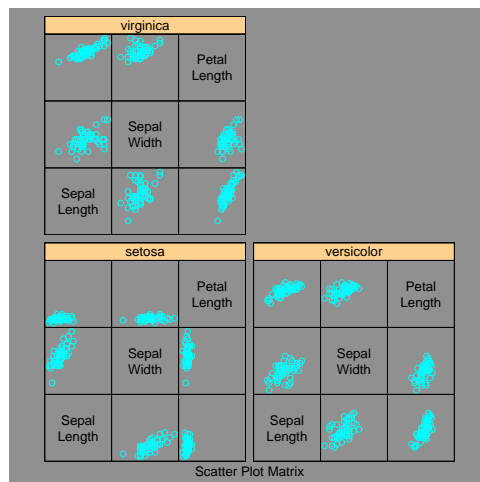 virginica
Petal
Length
Sepal
Width
Sepal
Length
setosa
Petal
Length
Sepal
Width
Sepal
Length
versicolor
Petal
Length
Sepal
Width
Sepal
Length
Scatter Plot Matrix